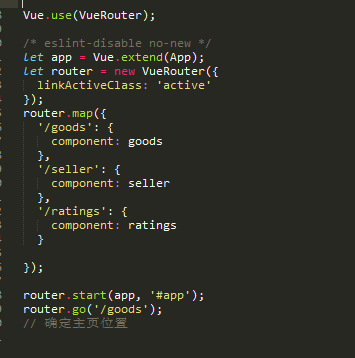 Vue.use(VueRouter);
/* eslint-disable no-new */
let app = Vue.extend(App);
let router = new VueRouter({
linkActiveClass: 'active'
});
router.map({
'/goods': {
component: goods
},
'/seller': {
component: seller
},
'/ratings': {
component: ratings
}
});
router.start(app, '#app');
router.go('/goods');
// 确定主页位置